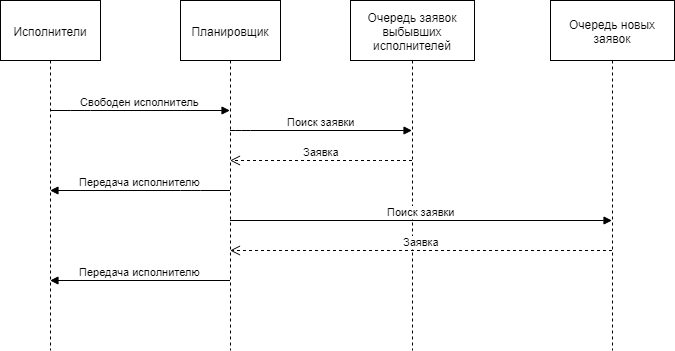 Исполнители
Планировщик
Очередь заявок
выбывших
исполнителей
Очередь новых
заявок
Свободен исполнитель
Поиск заявки
Заявка
Передача исполнителю
Поиск заявки
Заявка
Передача исполнителю